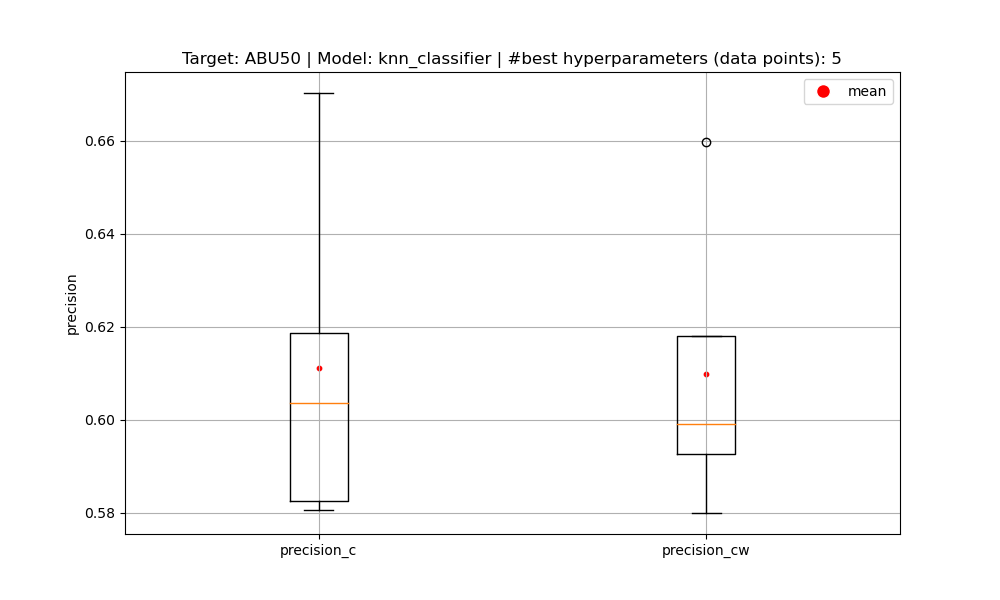 Target: ABU50 | Model: knn_classifier | #best hyperparameters (data points): 5
mean
0.66
0.64
0.62
0.60
0.58
precision
precision_c
precision_cw